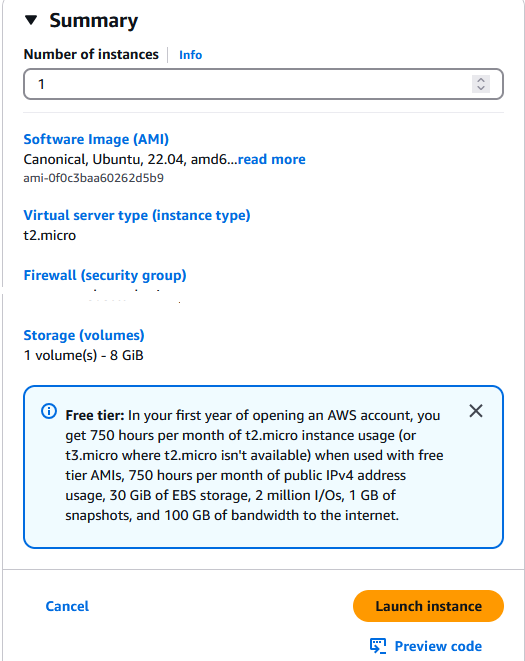 Summary
Number of instances Info
1
Software Image (AMI)
Canonical, Ubuntu, 22.04, amd6...read more
ami-0f0c3baa60262d5b9
Virtual server type (instance type)
t2.micro
Firewall (security group)
Storage (volumes)
1 volume(s) - 8 GiB
Free tier: In your first year of opening an AWS account, you
get 750 hours per month of t2.micro instance usage (or
t3.micro where t2.micro isn't available) when used with free
tier AMIs, 750 hours per month of public IPv4 address
usage, 30 GiB of EBS storage, 2 million I/Os, 1 GB of
snapshots, and 100 GB of bandwidth to the internet.
Cancel
Launch instance
Preview code